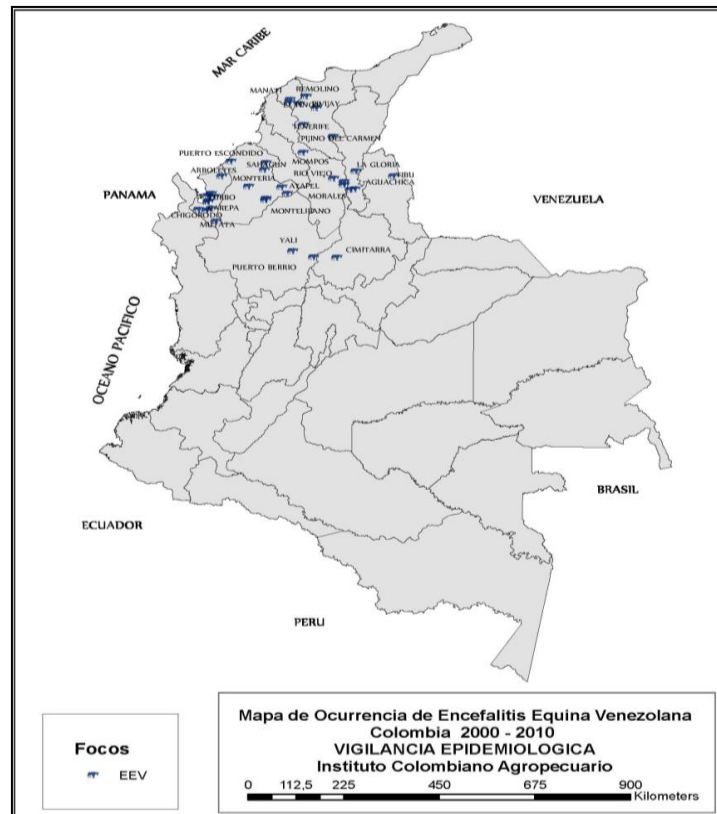 MAR CARIBE
MANATI
REMOLINO
PIVIJAY
TENERIFE
PIJINO DEL CARMEN
PUERTO ESCONDIDO
SAHAGUN
MOMPOS
LA GLORIA
ARBOLETES
RIO VIEJO
TIBU
MONTERIA
AYAPEL
AGUACHICA
PANAMA
MORALES
VENEZUELA
CHIGORODO
MONTELIBANO
MUTATA
YALI
CIMITARRA
PUERTO BERRIO
OCEANO PACIFICO
BRASIL
ECUADOR
PERU
Focos
EEV
Mapa de Ocurrencia de Encefalitis Equina Venezolana
Colombia 2000 - 2010
VIGILANCIA EPIDEMIOLOGICA
Instituto Colombiano Agropecuario
0 112,5 225 450 675 900
Kilometers